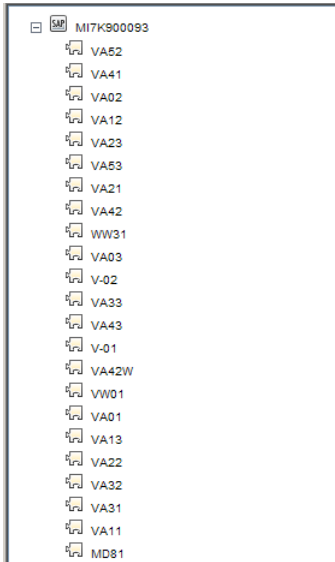 SAP MI7K900093
VA52
VA41
VA02
VA12
VA23
VA53
VA21
VA42
WW31
VA03
V-02
VA33
VA43
V-01
VA42W
VW01
VA01
VA13
VA22
VA32
VA31
VA11
MD81